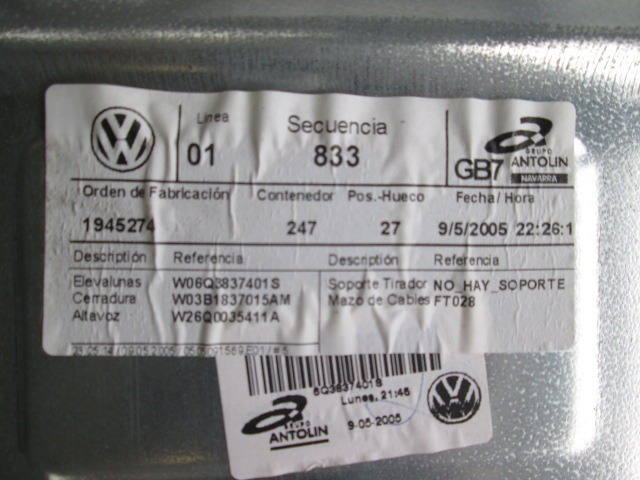 Linea Secuencia
01 833 GB7 GRUPO ANTOLIN NAVARRA
Orden de Fabricación Contenedor Pos.-Hueco Fecha/ Hora
1945274 247 27 9/5/2005 22:26:1
Descripción Referencia Descripción Referencia
Elevalunas W06Q3837401S Soporte Tirador NO_HAY_SOPORTE
Cerradura W03B1837015AM Mazo de Cables FT028
Altavoz W26Q0035411A
6Q3837401S
Lunes, 21:46
GRUPO ANTOLIN 9-05-2005